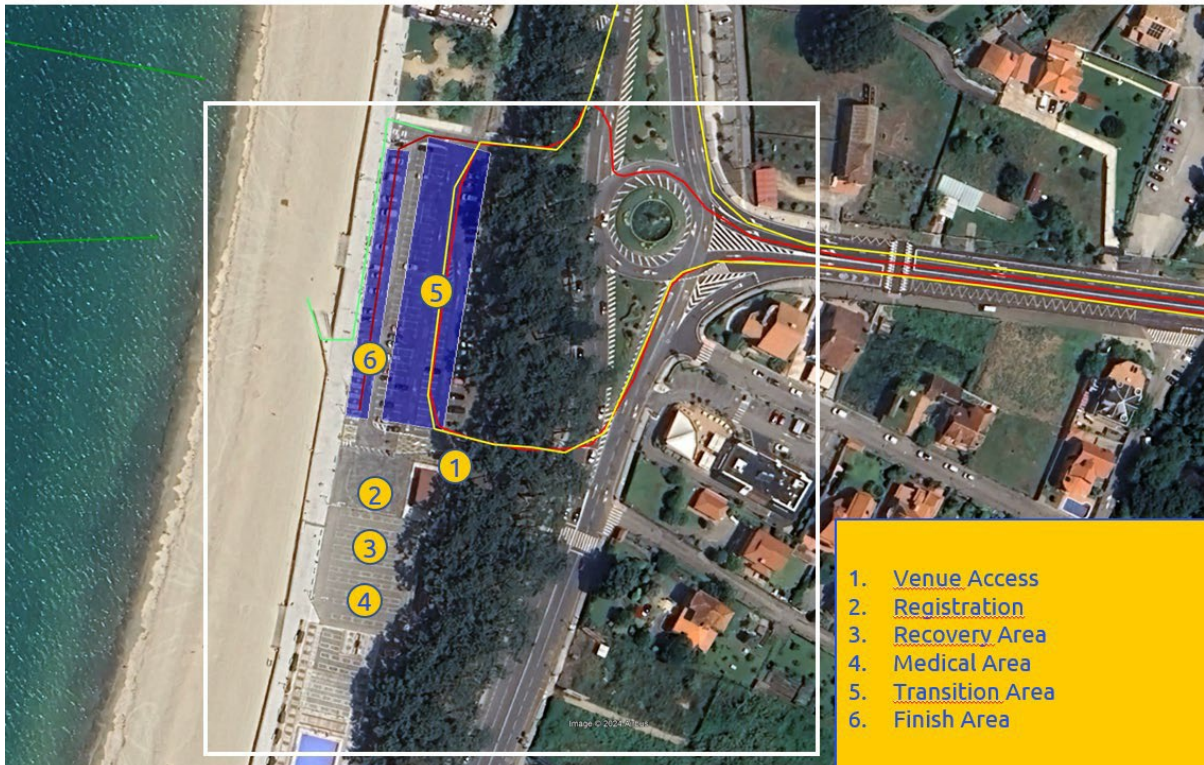 5
6
1
2
3
4
1. Venue Access
2. Registration
3. Recovery Area
4. Medical Area
5. Transition Area
6. Finish Area
Image © 2024 Airbus